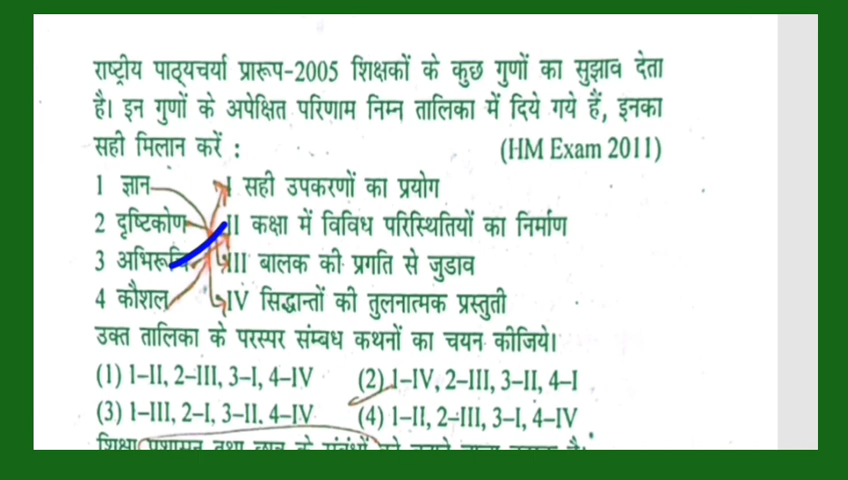 राष्ट्रीय पाठ्यचर्या प्रारूप-2005 शिक्षकों के कुछ गुणों का सुझाव देता
है। इन गुणों के अपेक्षित परिणाम निम्न तालिका में दिये गये हैं, इनका
सही मिलान करें : (HM Exam 2011)
1 ज्ञान I सही उपकरणों का प्रयोग
2 दृष्टिकोण II कक्षा में विविध परिस्थितियों का निर्माण
3 अभिरूचि III बालक की प्रगति से जुडाव
4 कौशल IV सिद्धान्तों की तुलनात्मक प्रस्तुती
उक्त तालिका के परस्पर संम्बध कथनों का चयन कीजिये।
(1) 1–II, 2–III, 3–I, 4–IV (2) 1–IV, 2–III, 3–II, 4–I
(3) 1–III, 2–I, 3–II. 4–IV (4) 1–II, 2–III, 3–I, 4–IV
शिक्षा प्रशासन तथा छात्र के संबंधों को